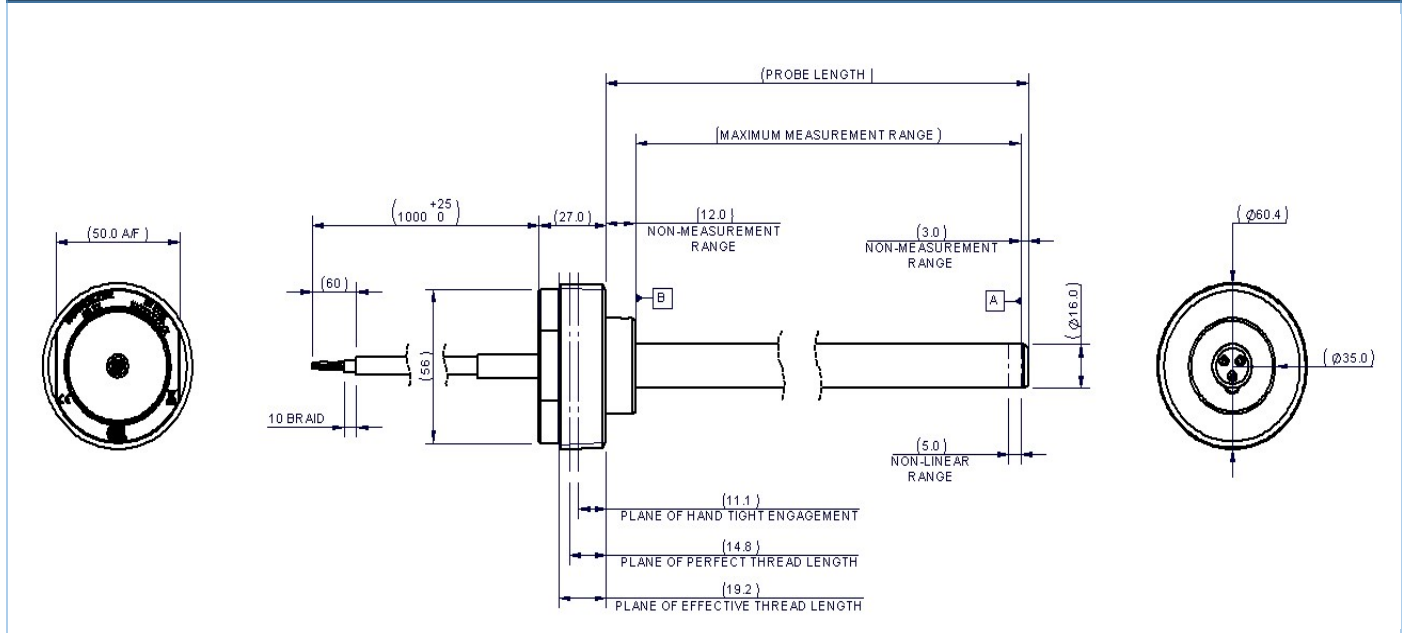 (PROBE LENGTH )
(MAXIMUM MEASUREMENT RANGE )
(1000 +25 0 )
(27.0)
(12.0)
NON-MEASUREMENT
RANGE
(3.0)
NON-MEASUREMENT
RANGE
( Ø60.4)
(50.0 A/F )
(60)
B
A
( Ø16.0)
(56)
( Ø35.0)
10 BRAID
(5.0)
NON-LINEAR
RANGE
(11.1)
PLANE OF HAND TIGHT ENGAGEMENT
(14.8)
PLANE OF PERFECT THREAD LENGTH
(19.2)
PLANE OF EFFECTIVE THREAD LENGTH